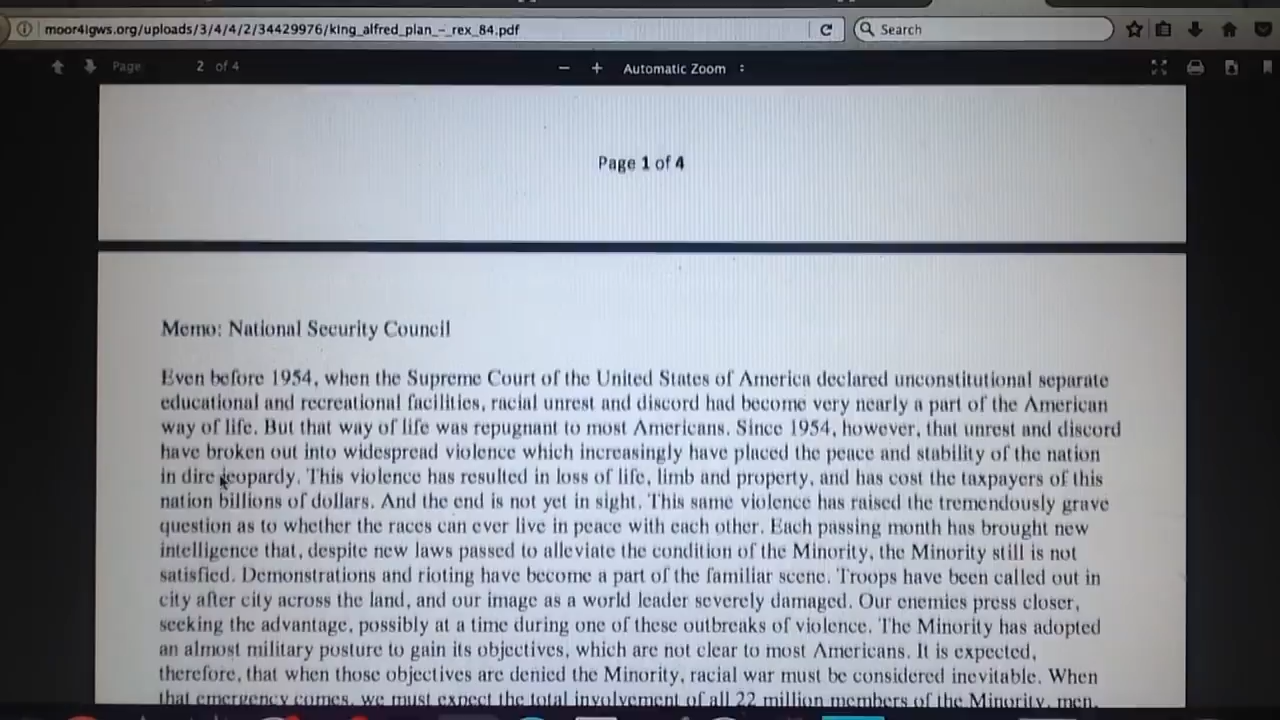 moor4igws.org/uploads/3/4/4/2/34429976/king_alfred_plan_-_rex_84.pdf
Search
Page 2 of 4
Automatic Zoom
Page 1 of 4
Memo: National Security Council
Even before 1954, when the Supreme Court of the United States of America declared unconstitutional separate
educational and recreational facilities, racial unrest and discord had become very nearly a part of the American
way of life. But that way of life was repugnant to most Americans. Since 1954, however, that unrest and discord
have broken out into widespread violence which increasingly have placed the peace and stability of the nation
in dire jeopardy. This violence has resulted in loss of life, limb and property, and has cost the taxpayers of this
nation billions of dollars. And the end is not yet in sight. This same violence has raised the tremendously grave
question as to whether the races can ever live in peace with each other. Each passing month has brought new
intelligence that, despite new laws passed to alleviate the condition of the Minority, the Minority still is not
satisfied. Demonstrations and rioting have become a part of the familiar scene. Troops have been called out in
city after city across the land, and our image as a world leader severely damaged. Our enemies press closer,
seeking the advantage, possibly at a time during one of these outbreaks of violence. The Minority has adopted
an almost military posture to gain its objectives, which are not clear to most Americans. It is expected,
therefore, that when those objectives are denied the Minority, racial war must be considered inevitable. When
that emergency comes, we must expect the total involvement of all 22 million members of the Minority, men,